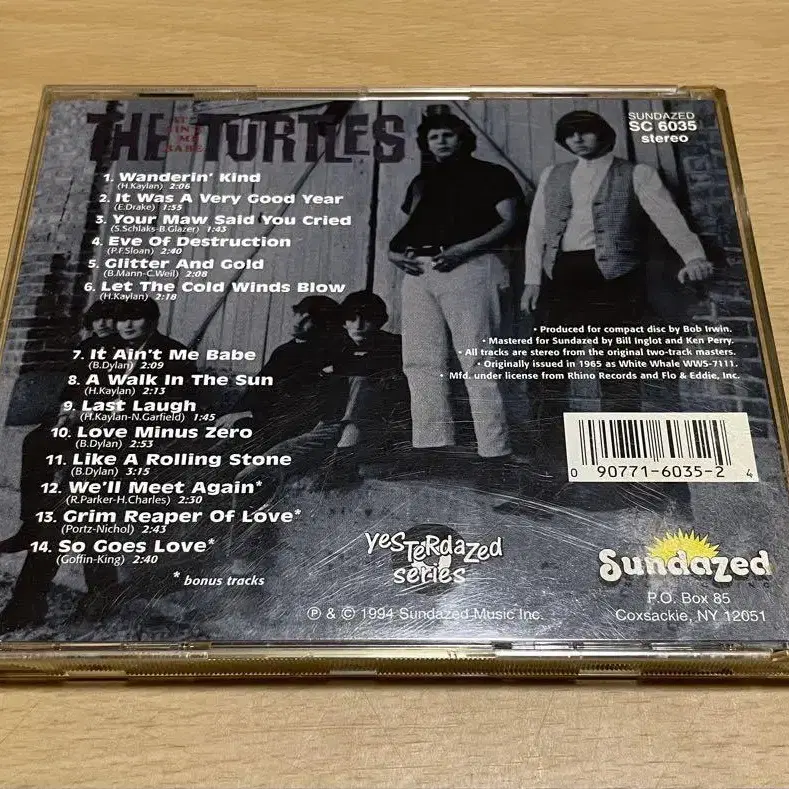 THE TURTLES
IT AIN'T ME BABE
SUNDAZED
SC 6035
stereo
1. Wanderin' Kind
(H.Kaylan) 2:06
2. It Was A Very Good Year
(E.Drake) 1:55
3. Your Maw Said You Cried
(S.Schlaks-B.Glazer) 1:43
4. Eve Of Destruction
(P.F.Sloan) 2:40
5. Glitter And Gold
(B.Mann-C.Weil) 2:08
6. Let The Cold Winds Blow
(H.Kaylan) 2:18
7. It Ain't Me Babe
(B.Dylan) 2:09
8. A Walk In The Sun
(H.Kaylan) 2:13
9. Last Laugh
(H.Kaylan-N.Garfield) 1:45
10. Love Minus Zero
(B.Dylan) 2:53
11. Like A Rolling Stone
(B.Dylan) 3:15
12. We'll Meet Again*
(R.Parker-H.Charles) 2:30
13. Grim Reaper Of Love*
(Portz-Nichol) 2:43
14. So Goes Love*
(Goffin-King) 2:40
* bonus tracks
• Produced for compact disc by Bob Irwin.
• Mastered for Sundazed by Bill Inglot and Ken Perry.
• All tracks are stereo from the original two-track masters.
• Originally issued in 1965 as White Whale WWS-7111.
• Mfd. under license from Rhino Records and Flo & Eddie, Inc.
0 90771-6035-2 4
yesterdazed
series
Sundazed
P.O. Box 85
Coxsackie, NY 12051
℗ & © 1994 Sundazed Music Inc.